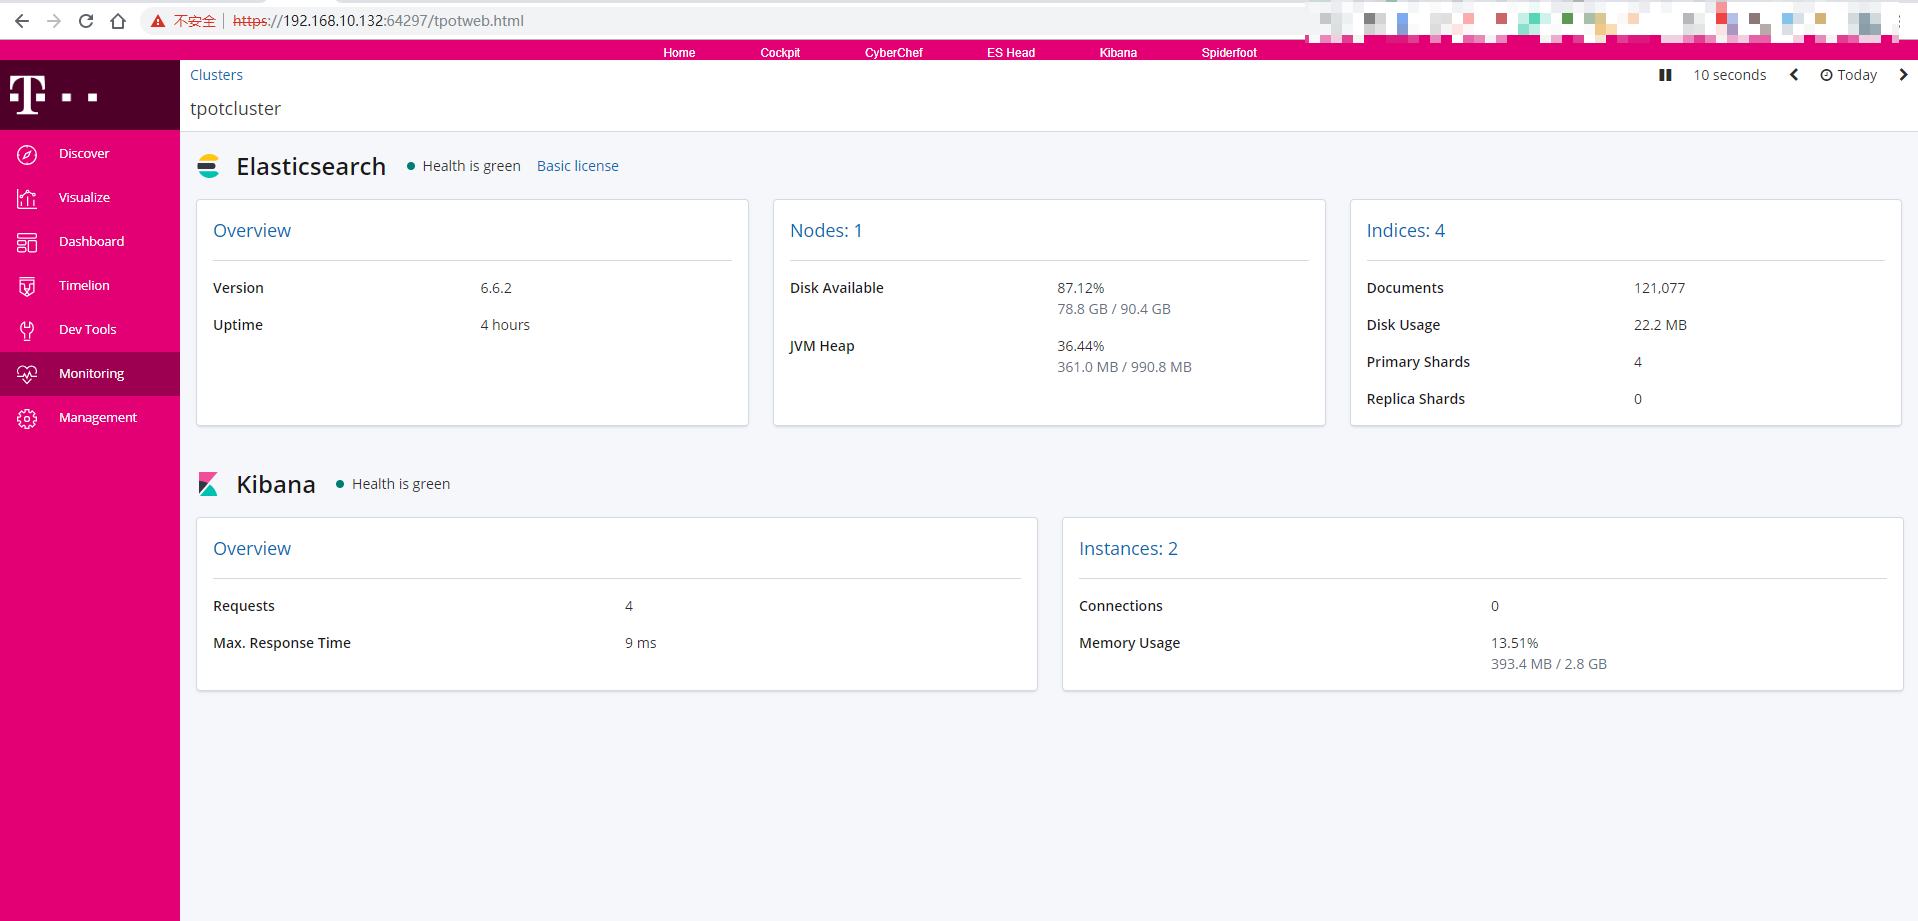 不安全 https://192.168.10.132:64297/tpotweb.html
Home Cockpit CyberChef ES Head Kibana Spiderfoot
T
Clusters 10 seconds Today
tpotcluster
Discover
Visualize
Dashboard
Timelion
Dev Tools
Monitoring
Management
Elasticsearch Health is green Basic license
Overview
Version 6.6.2
Uptime 4 hours
Nodes: 1
Disk Available 87.12%
78.8 GB / 90.4 GB
JVM Heap 36.44%
361.0 MB / 990.8 MB
Indices: 4
Documents 121,077
Disk Usage 22.2 MB
Primary Shards 4
Replica Shards 0
Kibana Health is green
Overview
Requests 4
Max. Response Time 9 ms
Instances: 2
Connections 0
Memory Usage 13.51%
393.4 MB / 2.8 GB